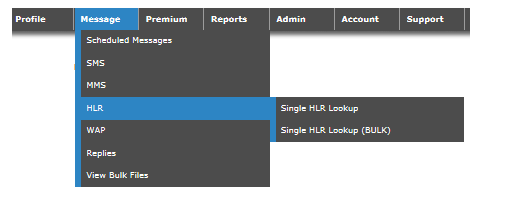 Profile Message Premium Reports Admin Account Support
Scheduled Messages
SMS
MMS
HLR Single HLR Lookup
WAP Single HLR Lookup (BULK)
Replies
View Bulk Files